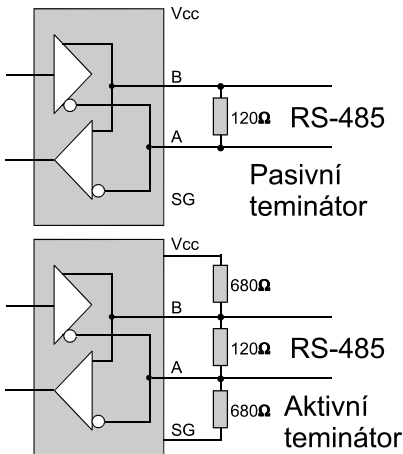 Vcc
B
120Ω RS-485
A
Pasivní
teminátor
SG
Vcc
680Ω
B
120Ω RS-485
A
680Ω Aktivní
SG
teminátor